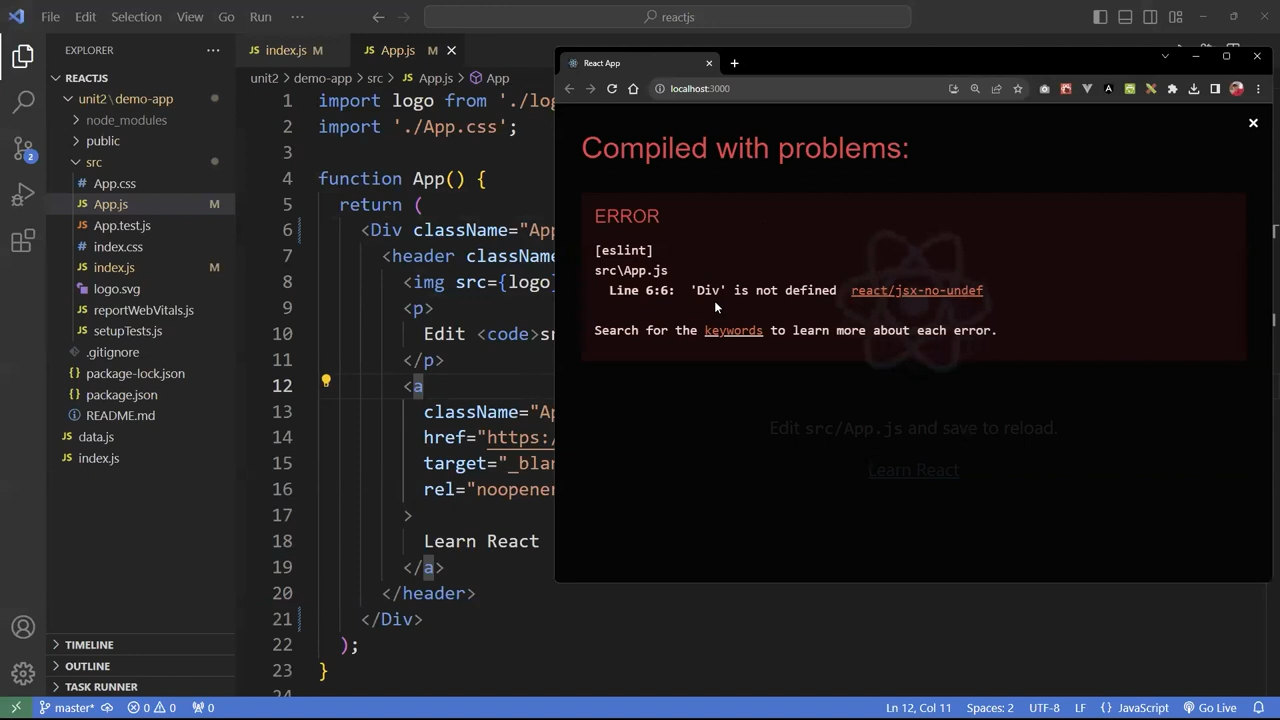 File Edit Selection View Go Run ···
reactjs
EXPLORER ···
REACTJS
unit2\demo-app
node_modules
public
src
App.css
App.js M
App.test.js
index.css
index.js M
logo.svg
reportWebVitals.js
setupTests.js
.gitignore
package-lock.json
package.json
README.md
data.js
index.js
TIMELINE
OUTLINE
TASK RUNNER
index.js M
App.js M
unit2 > demo-app > src > App.js > App
1 import logo from './log
2 import './App.css';
3
4 function App() {
5 return (
6 <Div className="App
7 <header className
8 <img src={logo
9 <p>
10 Edit <code>sr
11 </p>
12 <a
13 className="Ap
14 href="https:/
15 target="_blan
16 rel="noopener
17 >
18 Learn React
19 </a>
20 </header>
21 </Div>
22 );
23 }
24
React App
localhost:3000
Compiled with problems:
ERROR
[eslint]
src\App.js
Line 6:6: 'Div' is not defined react/jsx-no-undef
Search for the keywords to learn more about each error.
Edit src/App.js and save to reload.
Learn React
2
master* 0 0 0
Ln 12, Col 11 Spaces: 2 UTF-8 LF {} JavaScript Go Live